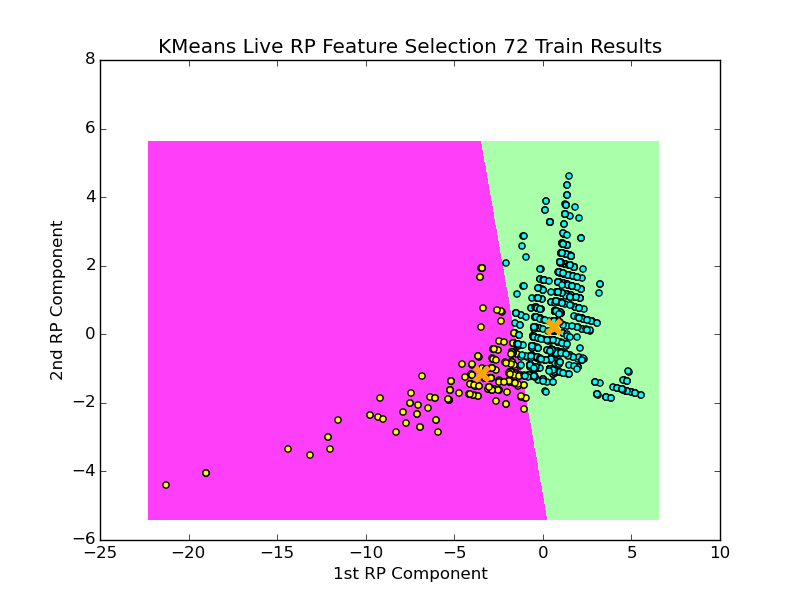 KMeans Live RP Feature Selection 72 Train Results
8
6
4
2
0
−2
−4
−6
2nd RP Component
−25 −20 −15 −10 −5 0 5 10
1st RP Component